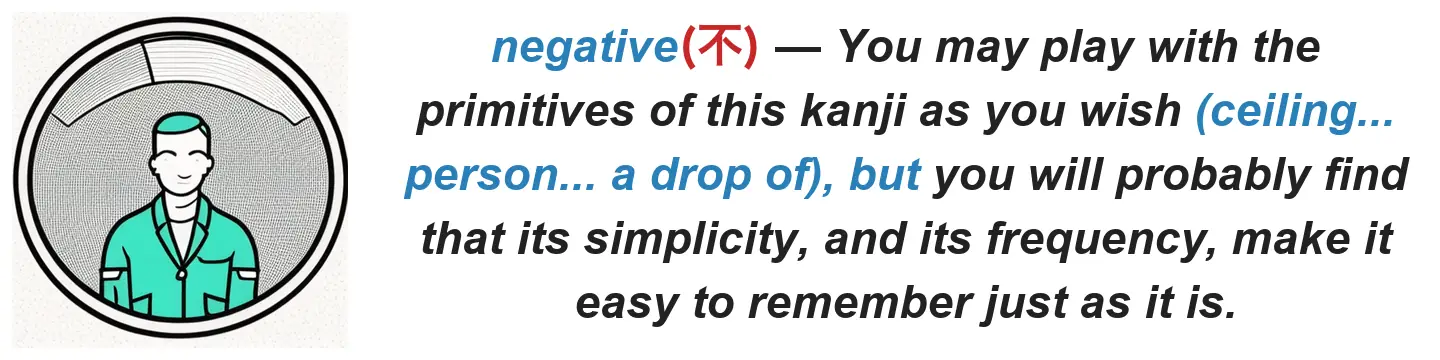 negative(不) — You may play with the
primitives of this kanji as you wish (ceiling...
person... a drop of), but you will probably find
that its simplicity, and its frequency, make it
easy to remember just as it is.